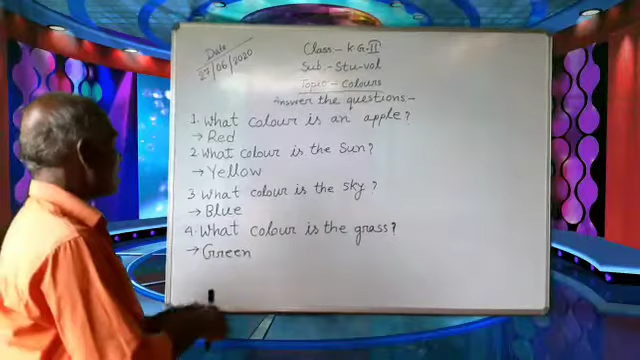 Date
27/06/2020
Class- K G-II
Sub.- Stu-vol
Topic - Colours
Answer the questions:-
1. What colour is an apple?
→ Red
2. What colour is the Sun?
→ Yellow
3. What colour is the sky?
→ Blue
4. What colour is the grass?
→ Green